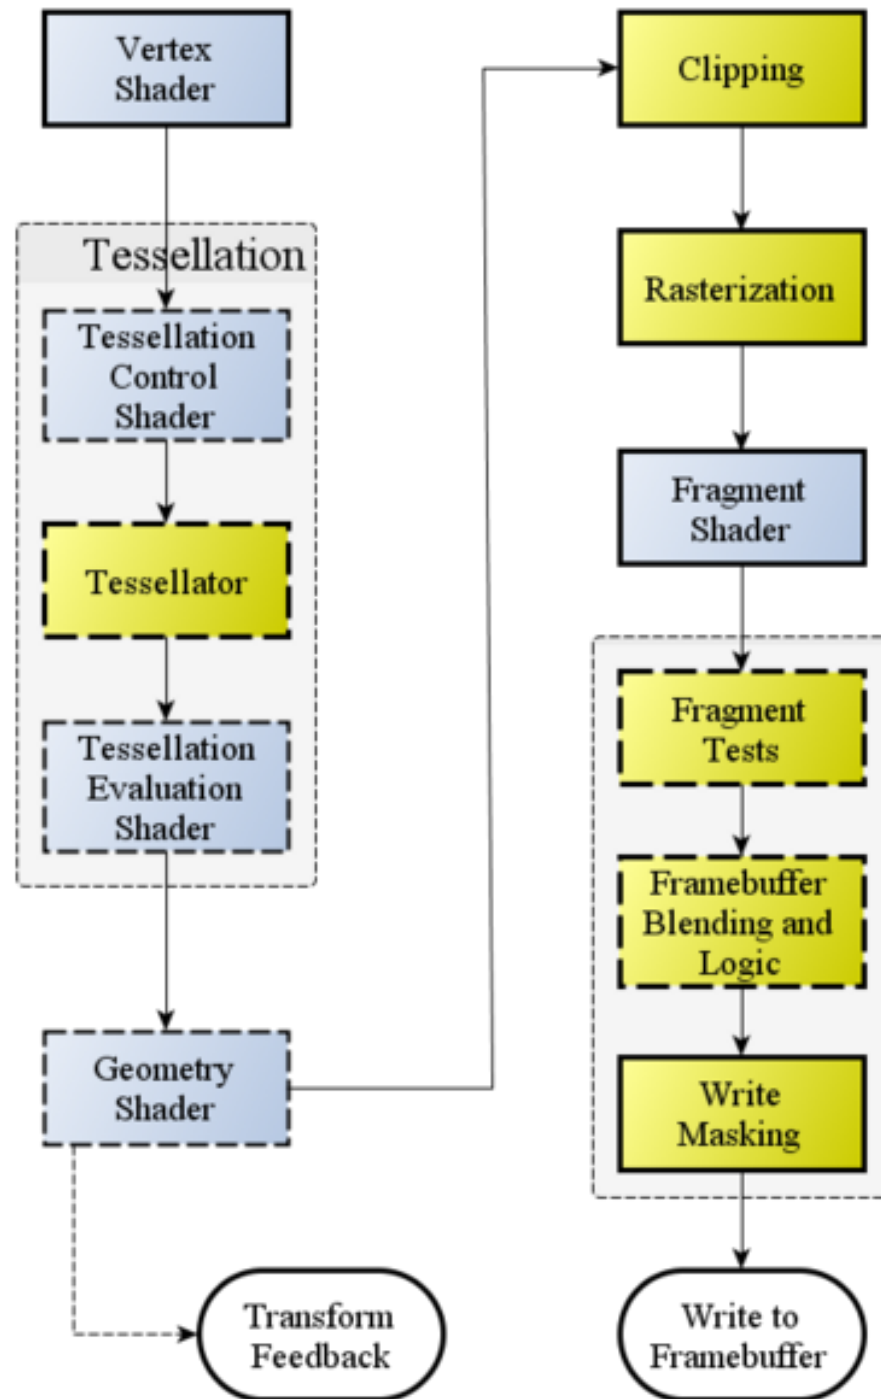 Vertex
Shader
Tessellation
Tessellation
Control
Shader
Tessellator
Tessellation
Evaluation
Shader
Geometry
Shader
Transform
Feedback
Clipping
Rasterization
Fragment
Shader
Fragment
Tests
Framebuffer
Blending and
Logic
Write
Masking
Write to
Framebuffer